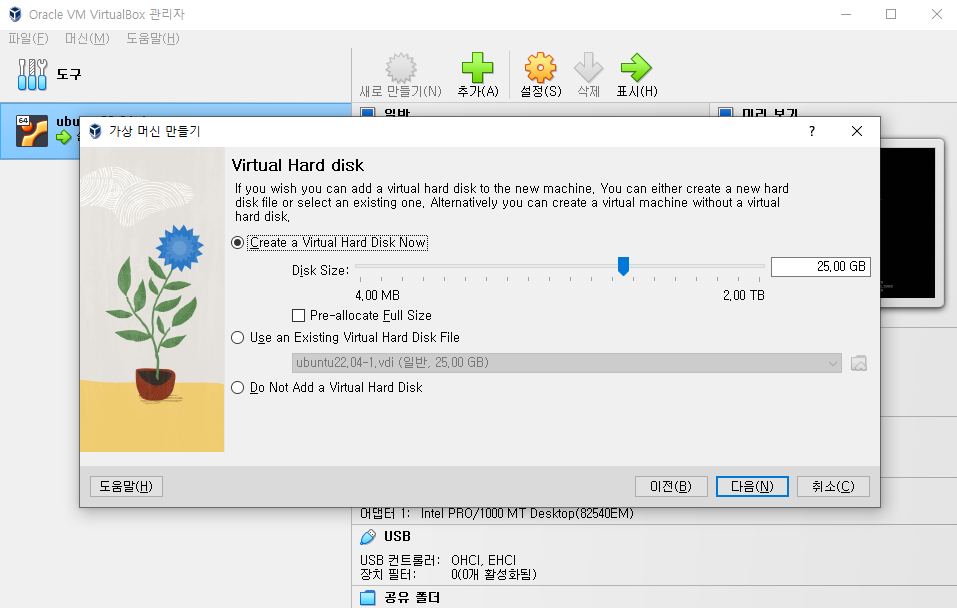 Oracle VM VirtualBox 관리자
파일(F) 머신(M) 도움말(H)
도구
새로 만들기(N) 추가(A) 설정(S) 삭제 표시(H)
64
일반
미리 보기
가상 머신 만들기 ?
Virtual Hard disk
If you wish you can add a virtual hard disk to the new machine. You can either create a new hard
disk file or select an existing one. Alternatively you can create a virtual machine without a virtual
hard disk.
Create a Virtual Hard Disk Now
Disk Size: 25,00 GB
4,00 MB 2,00 TB
Pre-allocate Full Size
Use an Existing Virtual Hard Disk File
ubuntu22,04-1.vdi (일반, 25,00 GB)
Do Not Add a Virtual Hard Disk
도움말(H) 이전(B) 다음(N) 취소(C)
어댑터 1: Intel PRO/1000 MT Desktop(82540EM)
USB
USB 컨트롤러: OHCI, EHCI
장치 필터: 0(0개 활성화됨)
공유 폴더